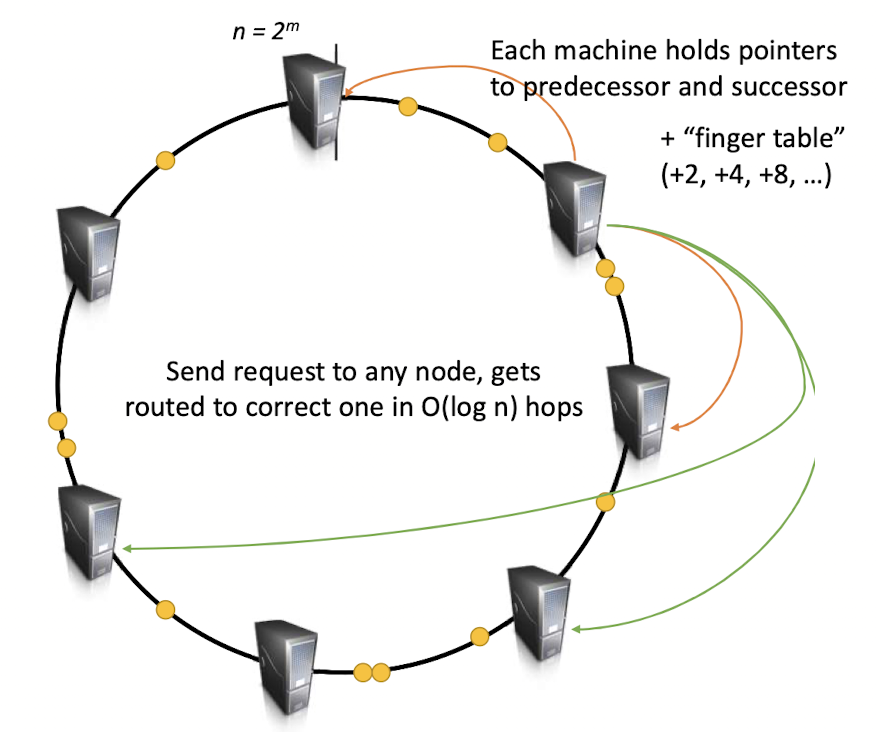 n = 2ᵐ
Each machine holds pointers
to predecessor and successor
+ “finger table”
(+2, +4, +8, …)
Send request to any node, gets
routed to correct one in O(log n) hops